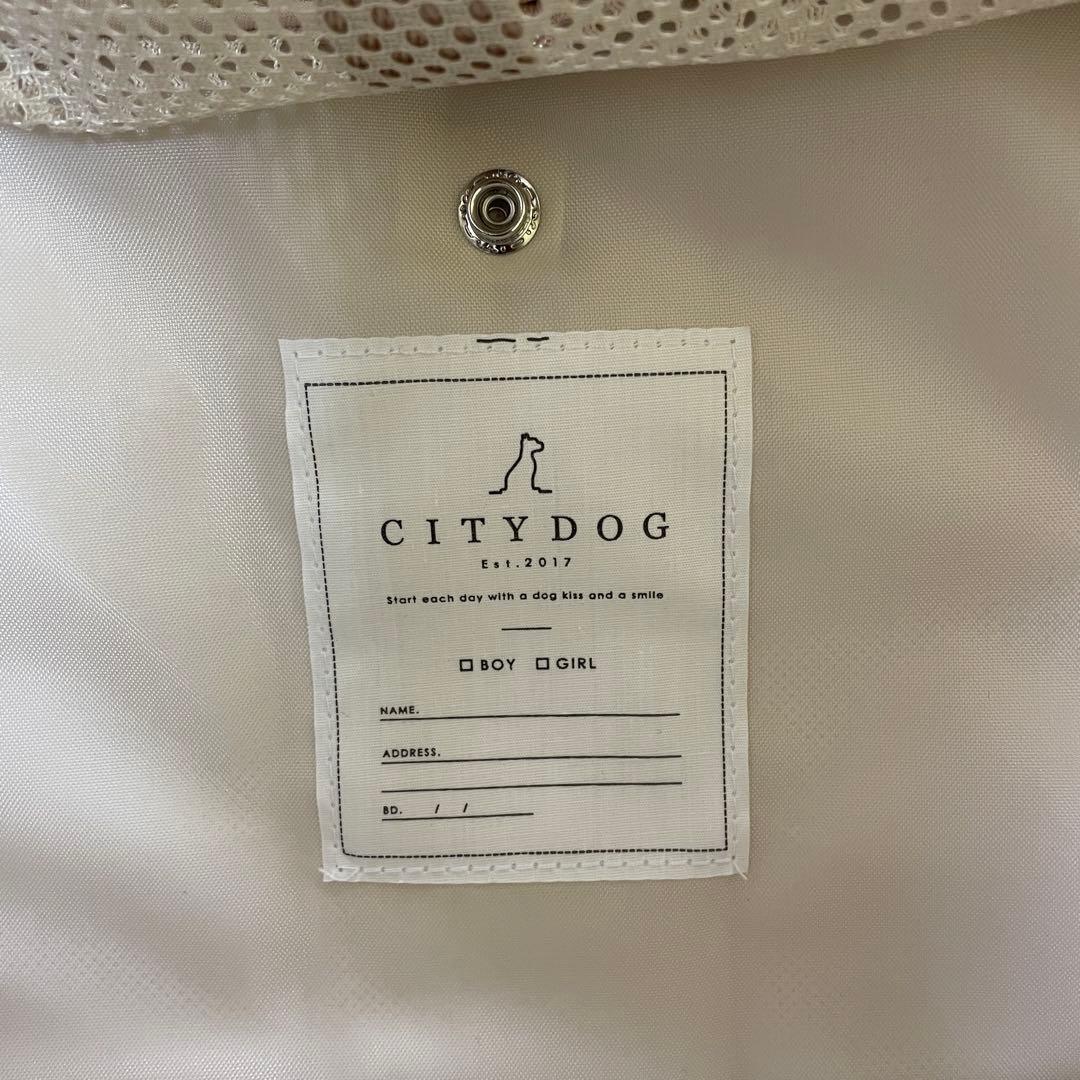 CITYDOG
Est.2017
Start each day with a dog kiss and a smile
BOY GIRL
NAME.
ADDRESS.
BD. / /